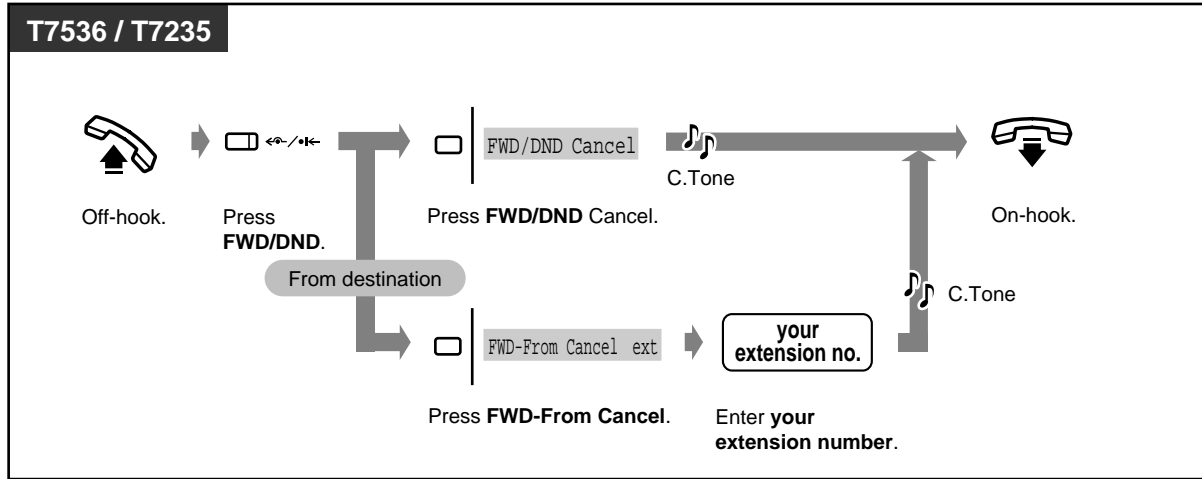 T7536 / T7235
FWD/DND Cancel
C.Tone
Off-hook.
Press
FWD/DND.
Press FWD/DND Cancel.
On-hook.
From destination
C.Tone
FWD-From Cancel ext
your
extension no.
Press FWD-From Cancel.
Enter your
extension number.